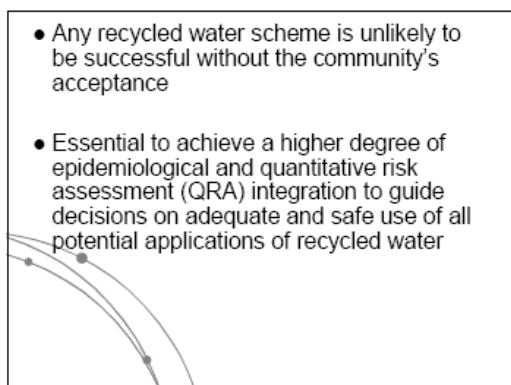 ● Any recycled water scheme is unlikely to
be successful without the community's
acceptance
● Essential to achieve a higher degree of
epidemiological and quantitative risk
assessment (QRA) integration to guide
decisions on adequate and safe use of all
potential applications of recycled water